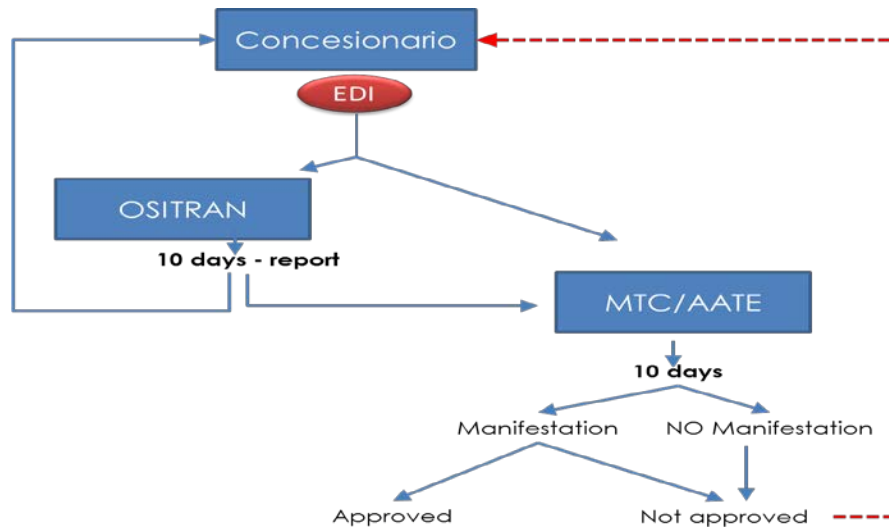 Concesionario
EDI
OSITRAN
10 days - report
MTC/AATE
10 days
Manifestation
NO Manifestation
Approved
Not approved